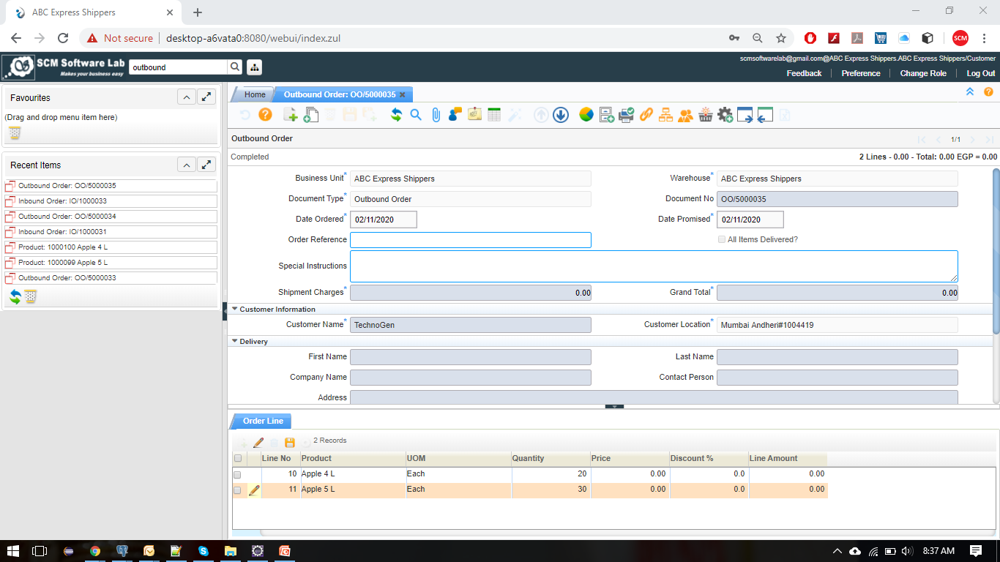 ABC Express Shippers
Not secure desktop-a6vata0:8080/webui/index.zul
SCM
SCM Software Lab
Makes your business easy
outbound
scmsoftwarelab@gmail.com@ABC Express Shippers.ABC Express Shippers/Customer
Feedback Preference Change Role Log Out
Favourites
(Drag and drop menu item here)
Recent Items
Outbound Order: OO/5000035
Inbound Order: IO/1000033
Outbound Order: OO/5000034
Inbound Order: IO/1000031
Product: 1000100 Apple 4 L
Product: 1000099 Apple 5 L
Outbound Order: OO/5000033
Home Outbound Order: OO/5000035
Outbound Order 1/1
Completed 2 Lines - 0.00 - Total: 0.00 EGP = 0.00
Business Unit* ABC Express Shippers Warehouse* ABC Express Shippers
Document Type* Outbound Order Document No OO/5000035
Date Ordered* 02/11/2020 Date Promised* 02/11/2020
Order Reference All Items Delivered?
Special Instructions
Shipment Charges* 0.00 Grand Total* 0.00
Customer Information
Customer Name* TechnoGen Customer Location* Mumbai Andheri#1004419
Delivery
First Name Last Name
Company Name Contact Person
Address
Order Line
2 Records
Line No Product UOM Quantity Price Discount % Line Amount
10 Apple 4 L Each 20 0.00 0.0 0.00
11 Apple 5 L Each 30 0.00 0.0 0.00
8:37 AM